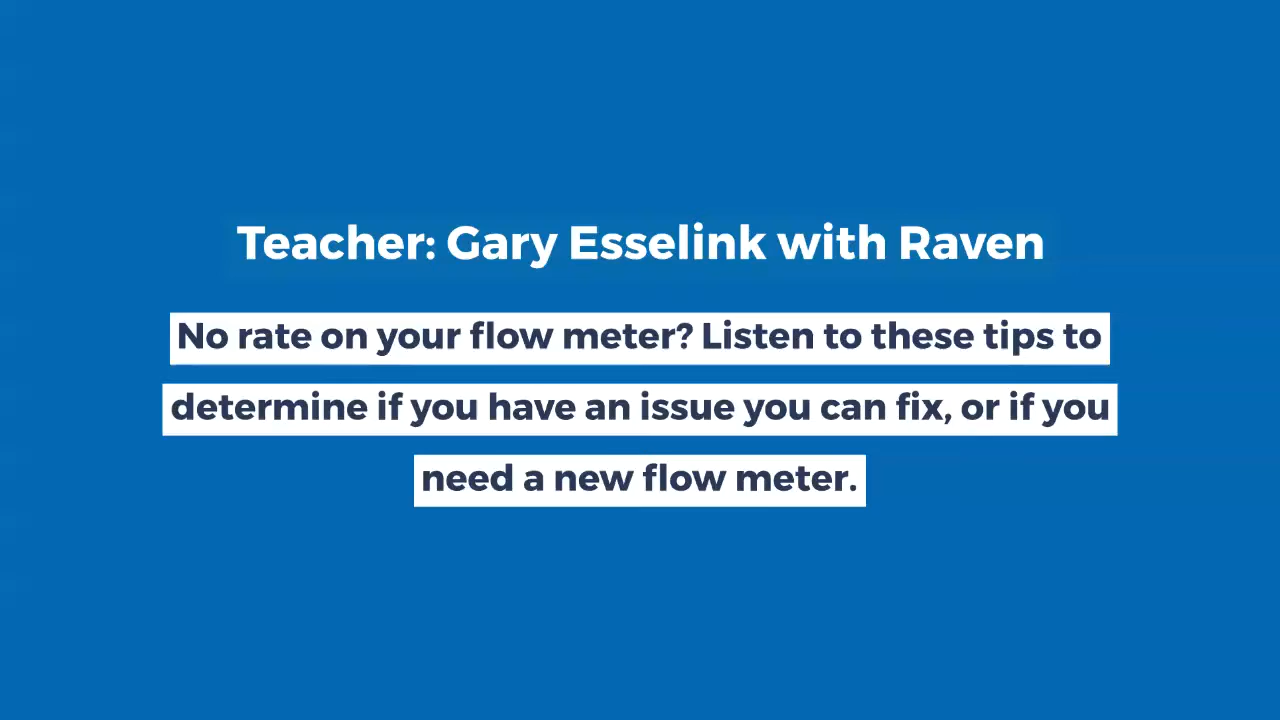 Teacher: Gary Esselink with Raven
No rate on your flow meter? Listen to these tips to
determine if you have an issue you can fix, or if you
need a new flow meter.